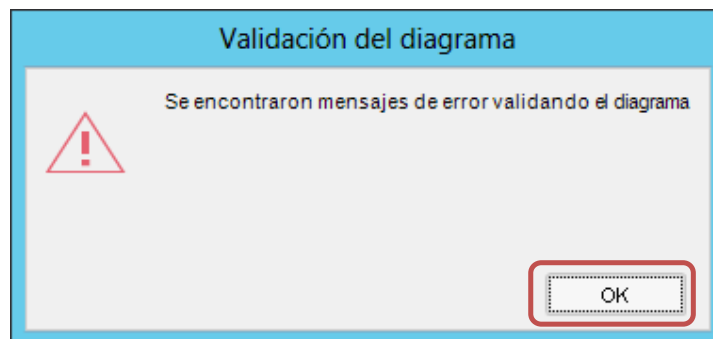 Validación del diagrama
Se encontraron mensajes de error validando el diagrama
OK